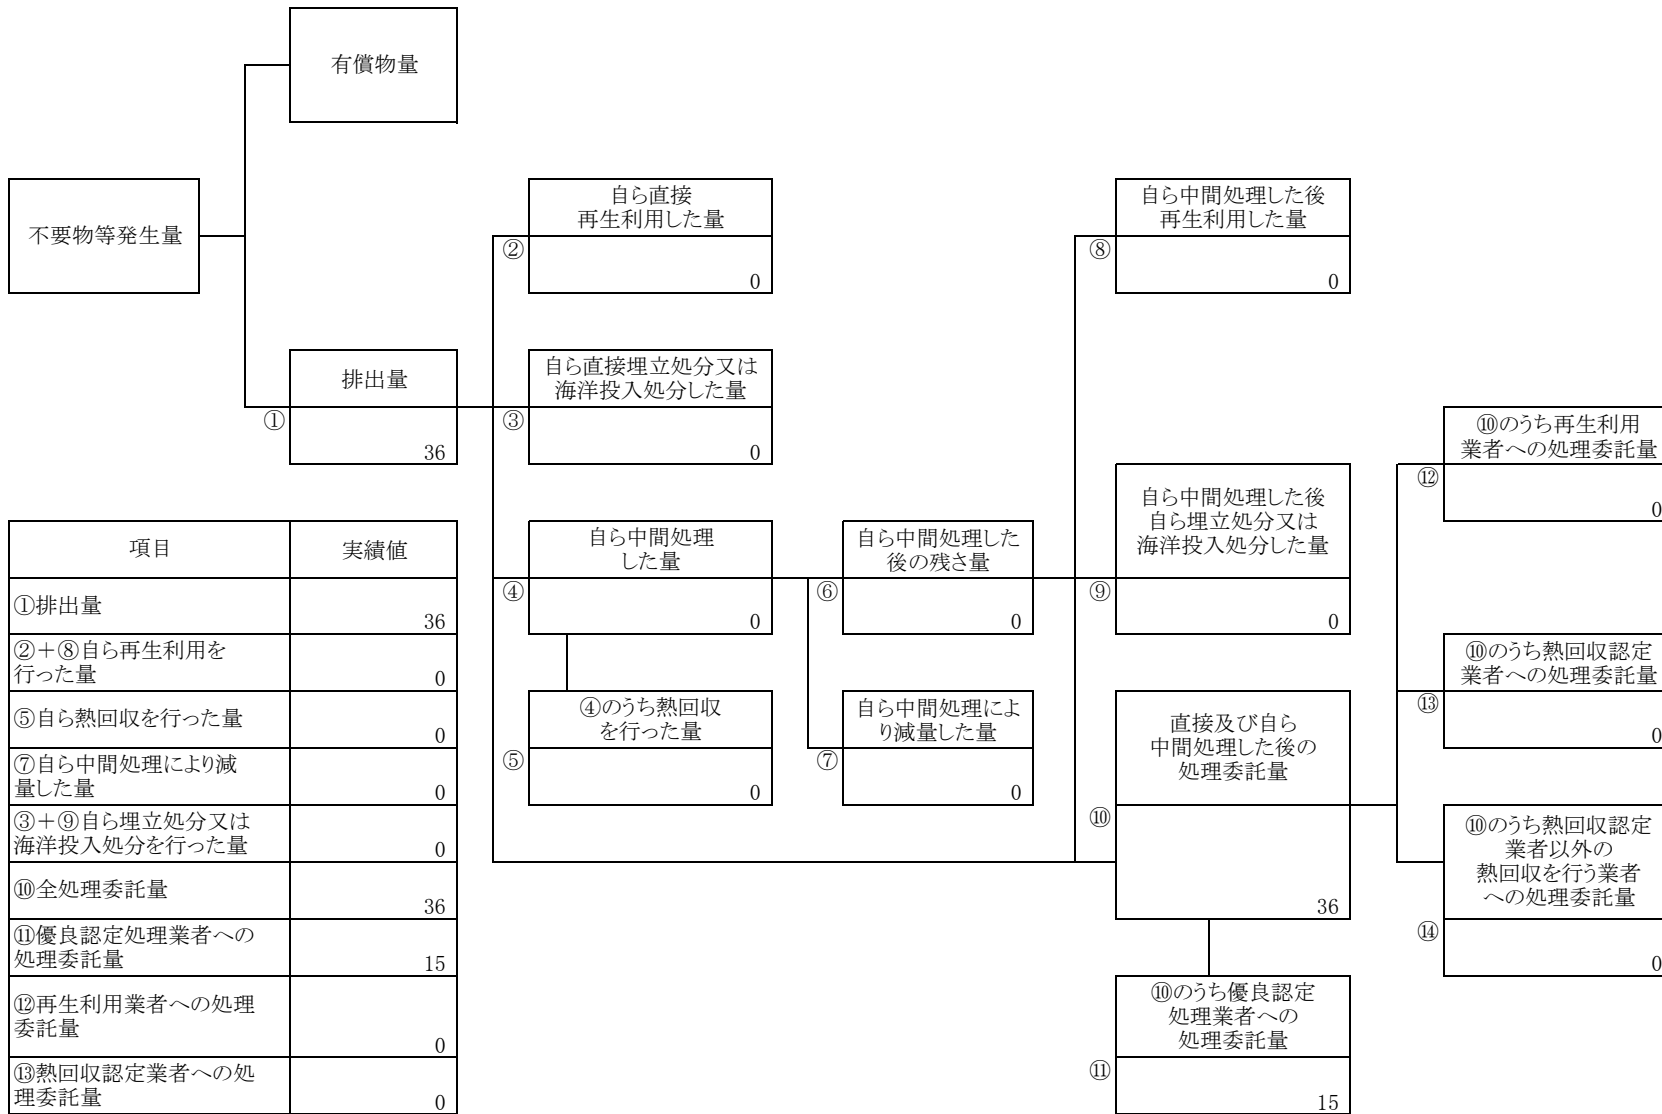 有償物量
不要物等発生量
自ら直接
再生利用した量
②
0
自ら中間処理した後
再生利用した量
⑧
0
排出量
①
36
自ら直接埋立処分又は
海洋投入処分した量
③
0
⑩のうち再生利用
業者への処理委託量
⑫
0
自ら中間処理
した量
④
0
自ら中間処理した
後の残さ量
⑥
0
自ら中間処理した後
自ら埋立処分又は
海洋投入処分した量
⑨
0
⑩のうち熱回収認定
業者への処理委託量
⑬
0
④のうち熱回収
を行った量
⑤
0
自ら中間処理によ
り減量した量
⑦
0
直接及び自ら
中間処理した後の
処理委託量
⑩
36
⑩のうち熱回収認定
業者以外の
熱回収を行う業者
への処理委託量
⑭
0
⑩のうち優良認定
処理業者への
処理委託量
⑪
15
項目 実績値
①排出量 36
②+⑧自ら再生利用を
行った量 0
⑤自ら熱回収を行った量 0
⑦自ら中間処理により減
量した量 0
③+⑨自ら埋立処分又は
海洋投入処分を行った量 0
⑩全処理委託量 36
⑪優良認定処理業者への
処理委託量 15
⑫再生利用業者への処理
委託量 0
⑬熱回収認定業者への処
理委託量 0